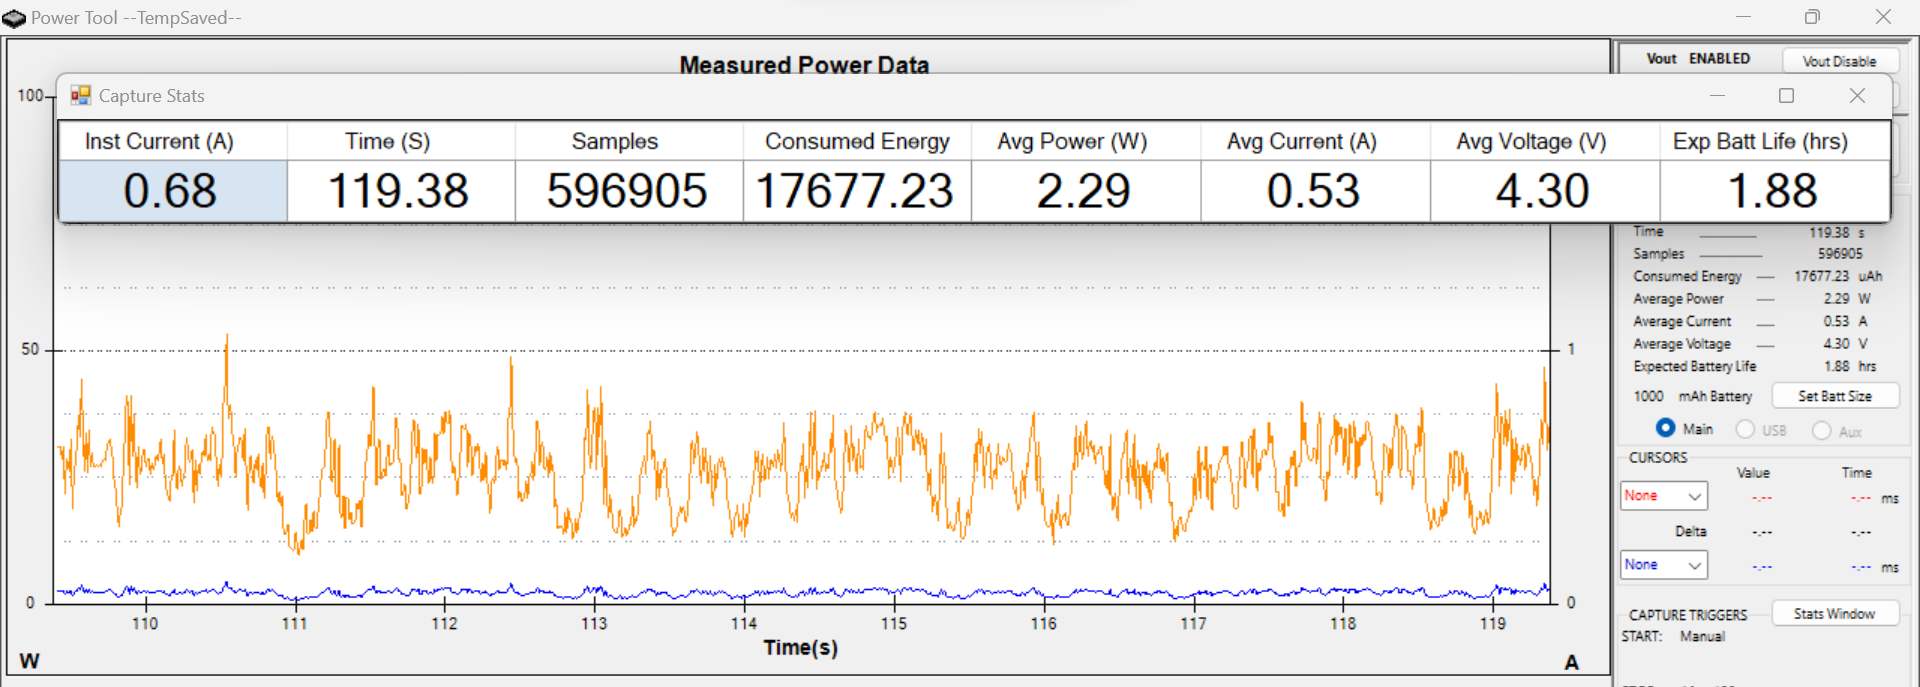 Power Tool --TempSaved--
Measured Power Data
Vout ENABLED
Vout Disable
100
Capture Stats
Inst Current (A) Time (S) Samples Consumed Energy Avg Power (W) Avg Current (A) Avg Voltage (V) Exp Batt Life (hrs)
0.68 119.38 596905 17677.23 2.29 0.53 4.30 1.88
Time 119.38 s
Samples 596905
Consumed Energy 17677.23 uAh
Average Power 2.29 W
Average Current 0.53 A
Average Voltage 4.30 V
Expected Battery Life 1.88 hrs
1000 mAh Battery Set Batt Size
Main USB Aux
CURSORS
Value Time
None -.-- -.-- ms
Delta -.-- -.--
None -.-- -.-- ms
CAPTURE TRIGGERS Stats Window
START: Manual
50 1
0 0
110 111 112 113 114 115 116 117 118 119
Time(s)
W A